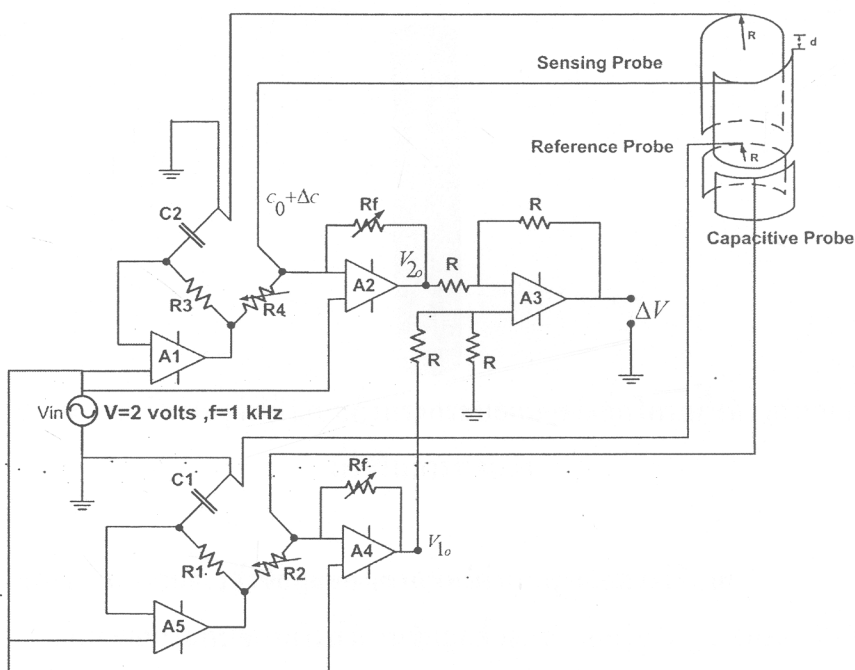 R
d
Sensing Probe
Reference Probe
R
Capacitive Probe
C2
c0+Δc
Rf
R
R3
R4
A2
V2o
R
A3
ΔV
A1
R
R
Vin V=2 volts ,f=1 kHz
C1
Rf
R1
R2
A4
V1o
A5